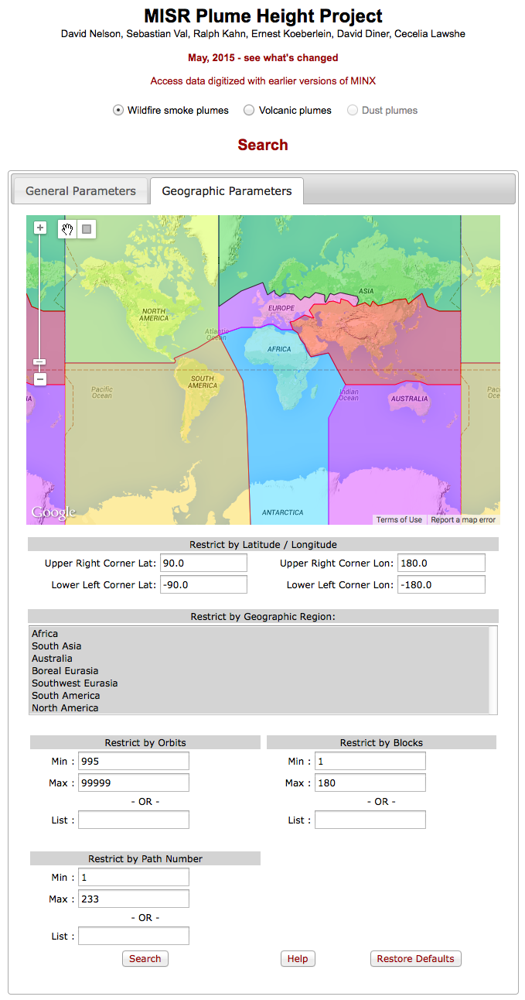 MISR Plume Height Project
David Nelson, Sebastian Val, Ralph Kahn, Ernest Koeberlein, David Diner, Cecelia Lawshe
May, 2015 - see what's changed
Access data digitized with earlier versions of MINX
Wildfire smoke plumes Volcanic plumes Dust plumes
Search
General Parameters Geographic Parameters
ASIA
NORTH
AMERICA
EUROPE
Atlantic
Ocean
AFRICA
SOUTH
AMERICA
Pacific
Ocean
Indian
Ocean
AUSTRALIA
IA
Paci
Oce
ANTARCTICA
Google
Terms of Use Report a map error
Restrict by Latitude / Longitude
Upper Right Corner Lat: 90.0 Upper Right Corner Lon: 180.0
Lower Left Corner Lat: -90.0 Lower Left Corner Lon: -180.0
Restrict by Geographic Region:
Africa
South Asia
Australia
Boreal Eurasia
Southwest Eurasia
South America
North America
Restrict by Orbits Restrict by Blocks
Min : 995 Min : 1
Max : 99999 Max : 180
- OR - - OR -
List : List :
Restrict by Path Number
Min : 1
Max : 233
- OR -
List :
Search Help Restore Defaults